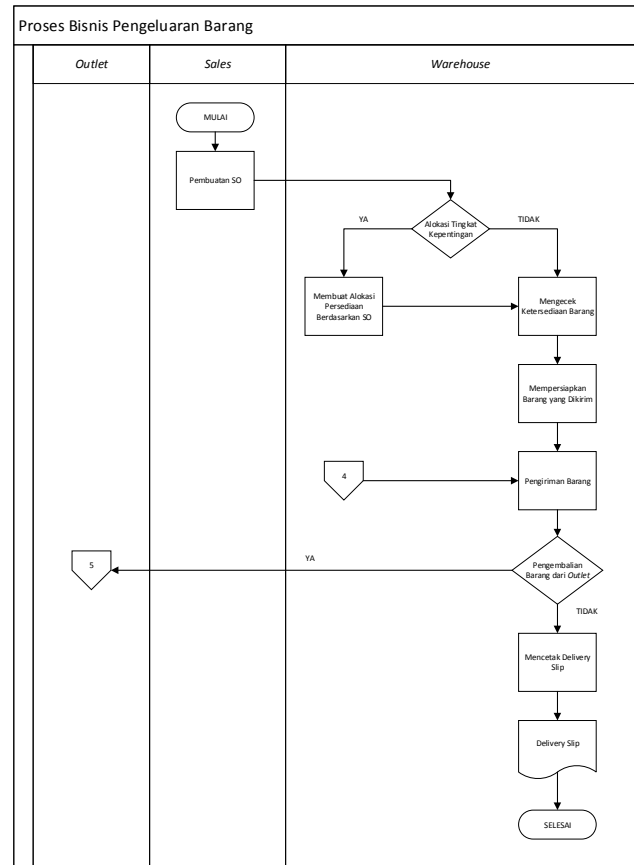 Proses Bisnis Pengeluaran Barang
Outlet
Sales
Warehouse
MULAI
Pembuatan SO
Alokasi Tingkat
Kepentingan
YA
TIDAK
Membuat Alokasi
Persediaan
Berdasarkan SO
Mengecek
Ketersediaan Barang
Mempersiapkan
Barang yang Dikirim
4
Pengiriman Barang
Pengembalian
Barang dari Outlet
YA
5
TIDAK
Mencetak Delivery
Slip
Delivery Slip
SELESAI